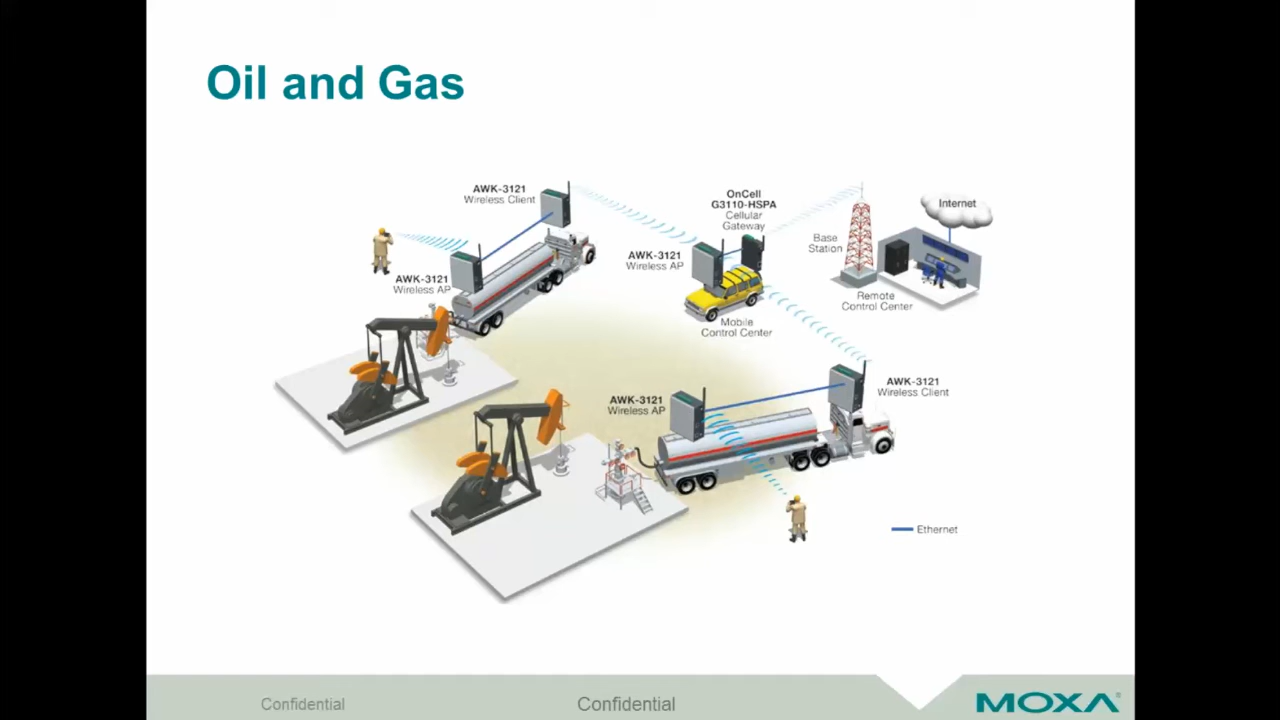 Oil and Gas
AWK-3121
Wireless Client
OnCell
G3110-HSPA
Cellular
Gateway
Internet
Base
Station
AWK-3121
Wireless AP
AWK-3121
Wireless AP
Remote
Control Center
Mobile
Control Center
AWK-3121
Wireless Client
AWK-3121
Wireless AP
Ethernet
Confidential
Confidential
MOXA®